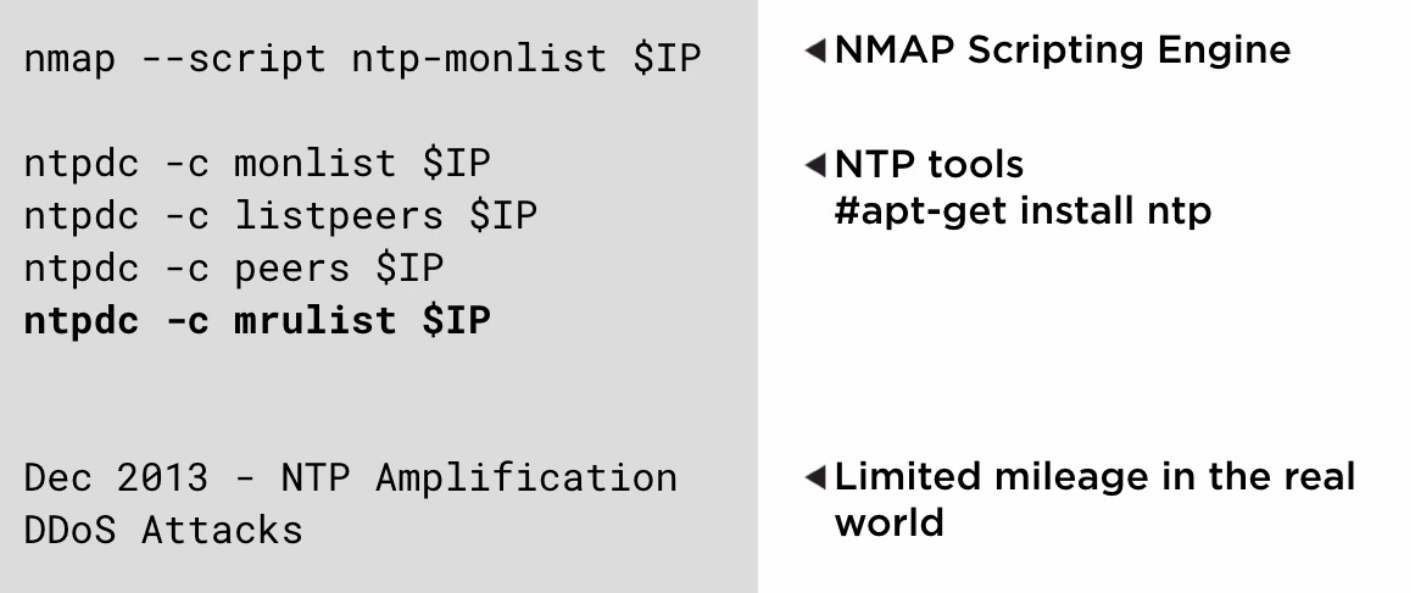 nmap --script ntp-monlist $IP
◀NMAP Scripting Engine
ntpdc -c monlist $IP
ntpdc -c listpeers $IP
ntpdc -c peers $IP
ntpdc -c mrulist $IP
◀NTP tools
#apt-get install ntp
Dec 2013 - NTP Amplification
DDoS Attacks
◀Limited mileage in the real
world